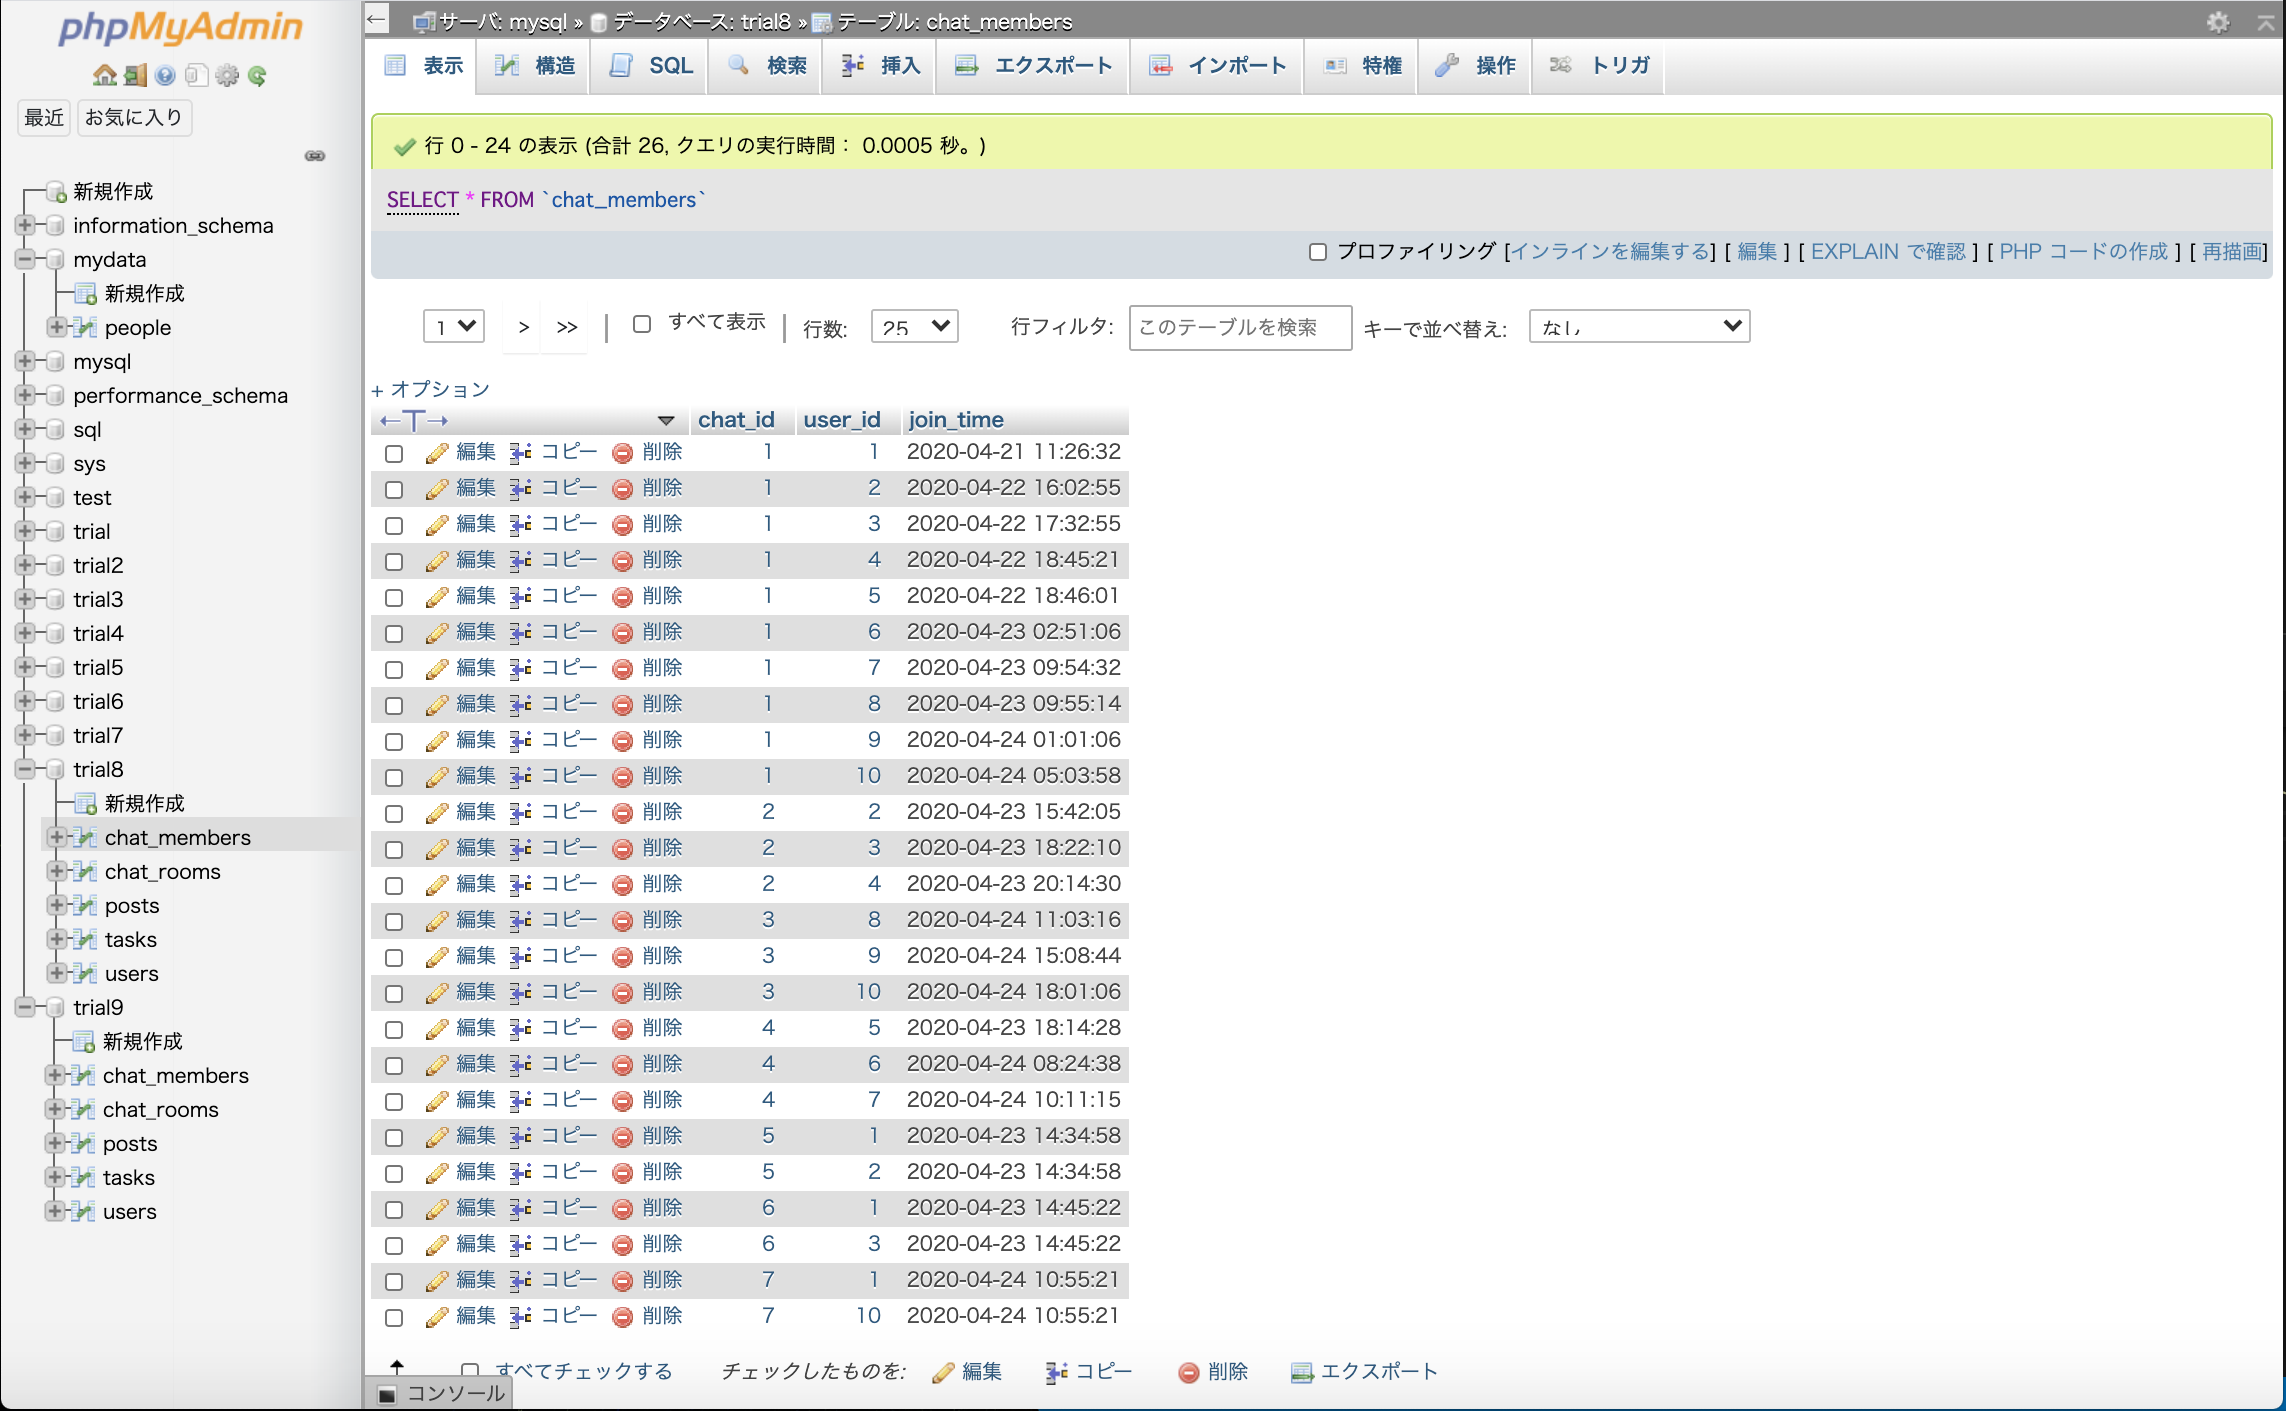 phpMyAdmin
最近 お気に入り
新規作成
information_schema
mydata
新規作成
people
mysql
performance_schema
sql
sys
test
trial
trial2
trial3
trial4
trial5
trial6
trial7
trial8
新規作成
chat_members
chat_rooms
posts
tasks
users
trial9
新規作成
chat_members
chat_rooms
posts
tasks
users
サーバ: mysql » データベース: trial8 » テーブル: chat_members
表示 構造 SQL 検索 挿入 エクスポート インポート 特権 操作 トリガ
行 0 - 24 の表示 (合計 26, クエリの実行時間： 0.0005 秒。)
SELECT * FROM `chat_members`
プロファイリング [インラインを編集する] [ 編集 ] [ EXPLAIN で確認 ] [ PHP コードの作成 ] [ 再描画]
1 > >> | すべて表示 | 行数: 25 行フィルタ: このテーブルを検索 キーで並べ替え: なし
+ オプション
←T→ chat_id user_id join_time
編集 コピー 削除 1 1 2020-04-21 11:26:32
編集 コピー 削除 1 2 2020-04-22 16:02:55
編集 コピー 削除 1 3 2020-04-22 17:32:55
編集 コピー 削除 1 4 2020-04-22 18:45:21
編集 コピー 削除 1 5 2020-04-22 18:46:01
編集 コピー 削除 1 6 2020-04-23 02:51:06
編集 コピー 削除 1 7 2020-04-23 09:54:32
編集 コピー 削除 1 8 2020-04-23 09:55:14
編集 コピー 削除 1 9 2020-04-24 01:01:06
編集 コピー 削除 1 10 2020-04-24 05:03:58
編集 コピー 削除 2 2 2020-04-23 15:42:05
編集 コピー 削除 2 3 2020-04-23 18:22:10
編集 コピー 削除 2 4 2020-04-23 20:14:30
編集 コピー 削除 3 8 2020-04-24 11:03:16
編集 コピー 削除 3 9 2020-04-24 15:08:44
編集 コピー 削除 3 10 2020-04-24 18:01:06
編集 コピー 削除 4 5 2020-04-23 18:14:28
編集 コピー 削除 4 6 2020-04-24 08:24:38
編集 コピー 削除 4 7 2020-04-24 10:11:15
編集 コピー 削除 5 1 2020-04-23 14:34:58
編集 コピー 削除 5 2 2020-04-23 14:34:58
編集 コピー 削除 6 1 2020-04-23 14:45:22
編集 コピー 削除 6 3 2020-04-23 14:45:22
編集 コピー 削除 7 1 2020-04-24 10:55:21
編集 コピー 削除 7 10 2020-04-24 10:55:21
すべてチェックする チェックしたものを: 編集 コピー 削除 エクスポート
コンソール